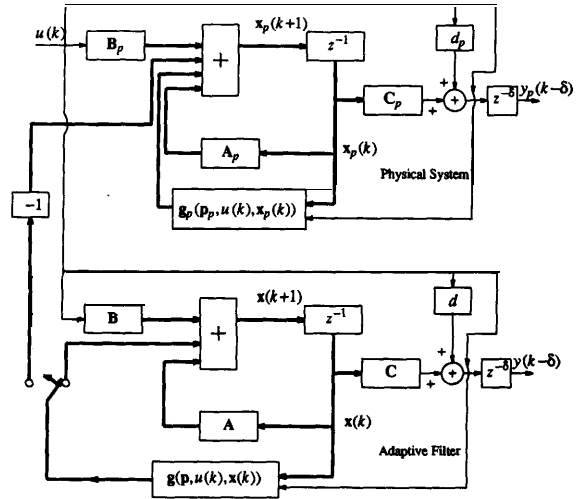 u(k)
B_p
+
x_p(k+1)
z^{-1}
d_p
+
C_p
+
+
z^{-δ}
y_p(k−δ)
A_p
x_p(k)
Physical System
g_p(p_p,u(k),x_p(k))
−1
B
+
x(k+1)
z^{-1}
d
+
C
+
+
z^{-δ}
y(k−δ)
A
x(k)
Adaptive Filter
g(p,u(k),x(k))